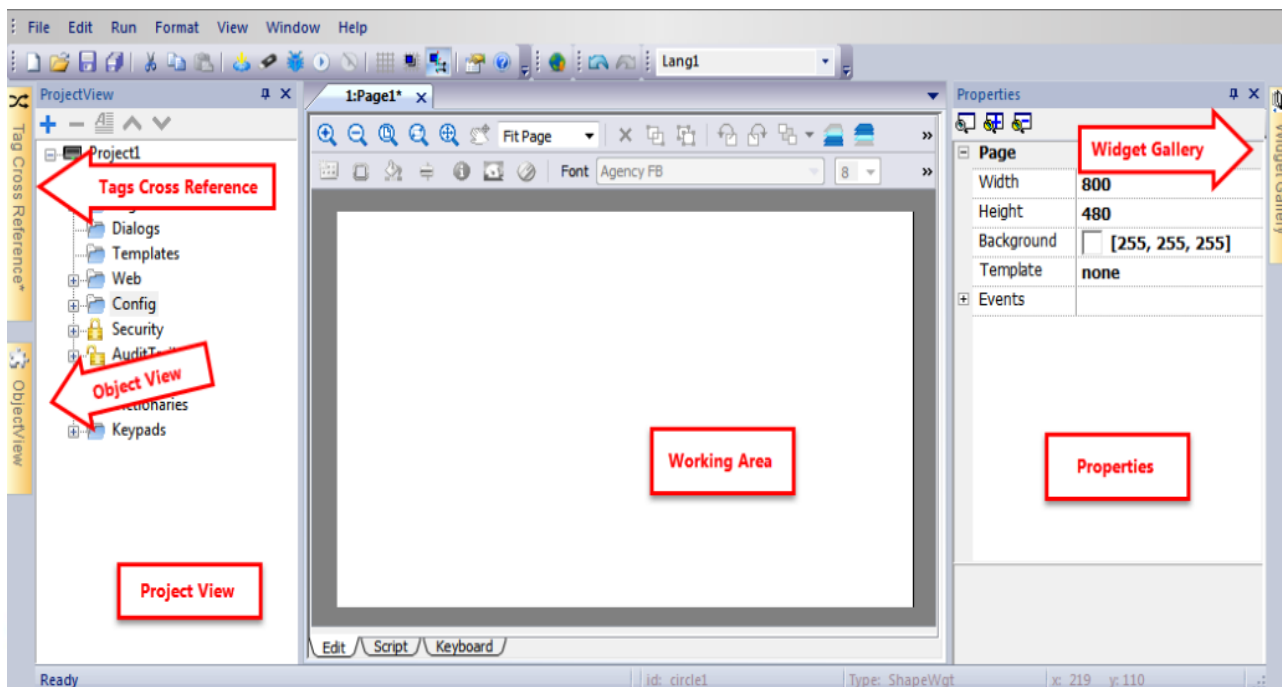 File Edit Run Format View Window Help
Lang1
Tag Cross Reference*
ObjectView
ProjectView
Project1
Tags Cross Reference
Dialogs
Templates
Web
Config
Security
Object View
Keypads
Project View
1:Page1*
Fit Page
Font Agency FB 8
Working Area
Edit Script Keyboard
Properties
Page
Widget Gallery
Width 800
Height 480
Background [255, 255, 255]
Template none
Events
Properties
Widget Gallery
Ready id: circle1 Type: ShapeWgt x: 219 y: 110